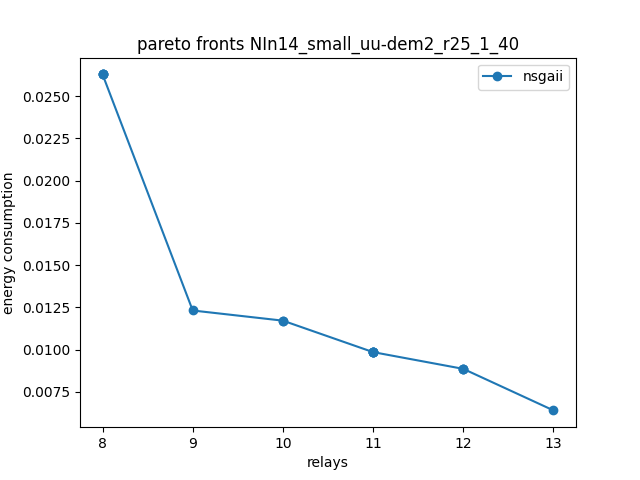 pareto fronts NIn14_small_uu-dem2_r25_1_40
nsgaii
energy consumption
0.0250
0.0225
0.0200
0.0175
0.0150
0.0125
0.0100
0.0075
8 9 10 11 12 13
relays